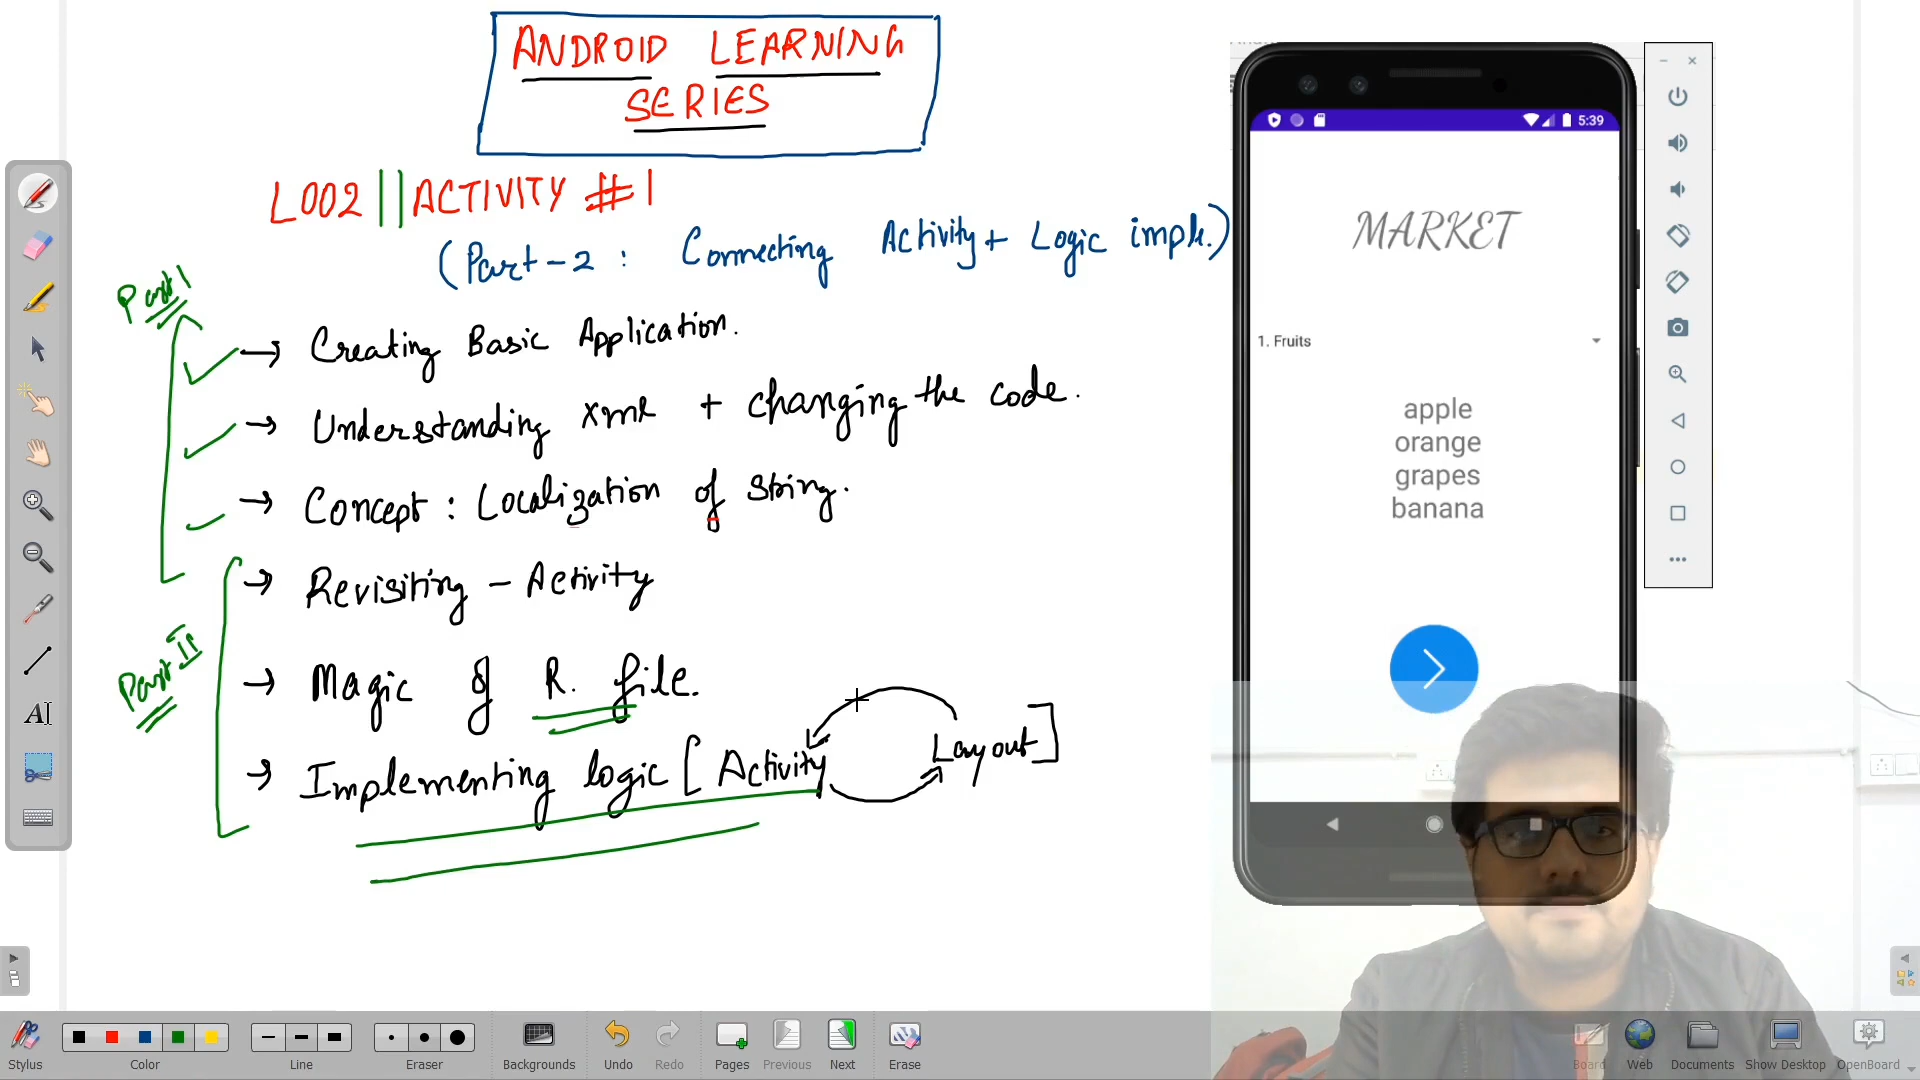 ANDROID LEARNING
SERIES
L002 || ACTIVITY #1
(Part-2 : Connecting Activity + Logic imple.)
Part 1
→ Creating Basic Application.
→ Understanding xml + changing the code.
→ Concept : Localization of string.
→ Revisiting - Activity
Part II
→ Magic of R. file.
→ Implementing logic [Activity Layout]
5:39
MARKET
1. Fruits
apple
orange
grapes
banana
Stylus
Color
Line
Eraser
Backgrounds
Undo
Redo
Pages
Previous
Next
Erase
Board
Web
Documents
Show Desktop
OpenBoard